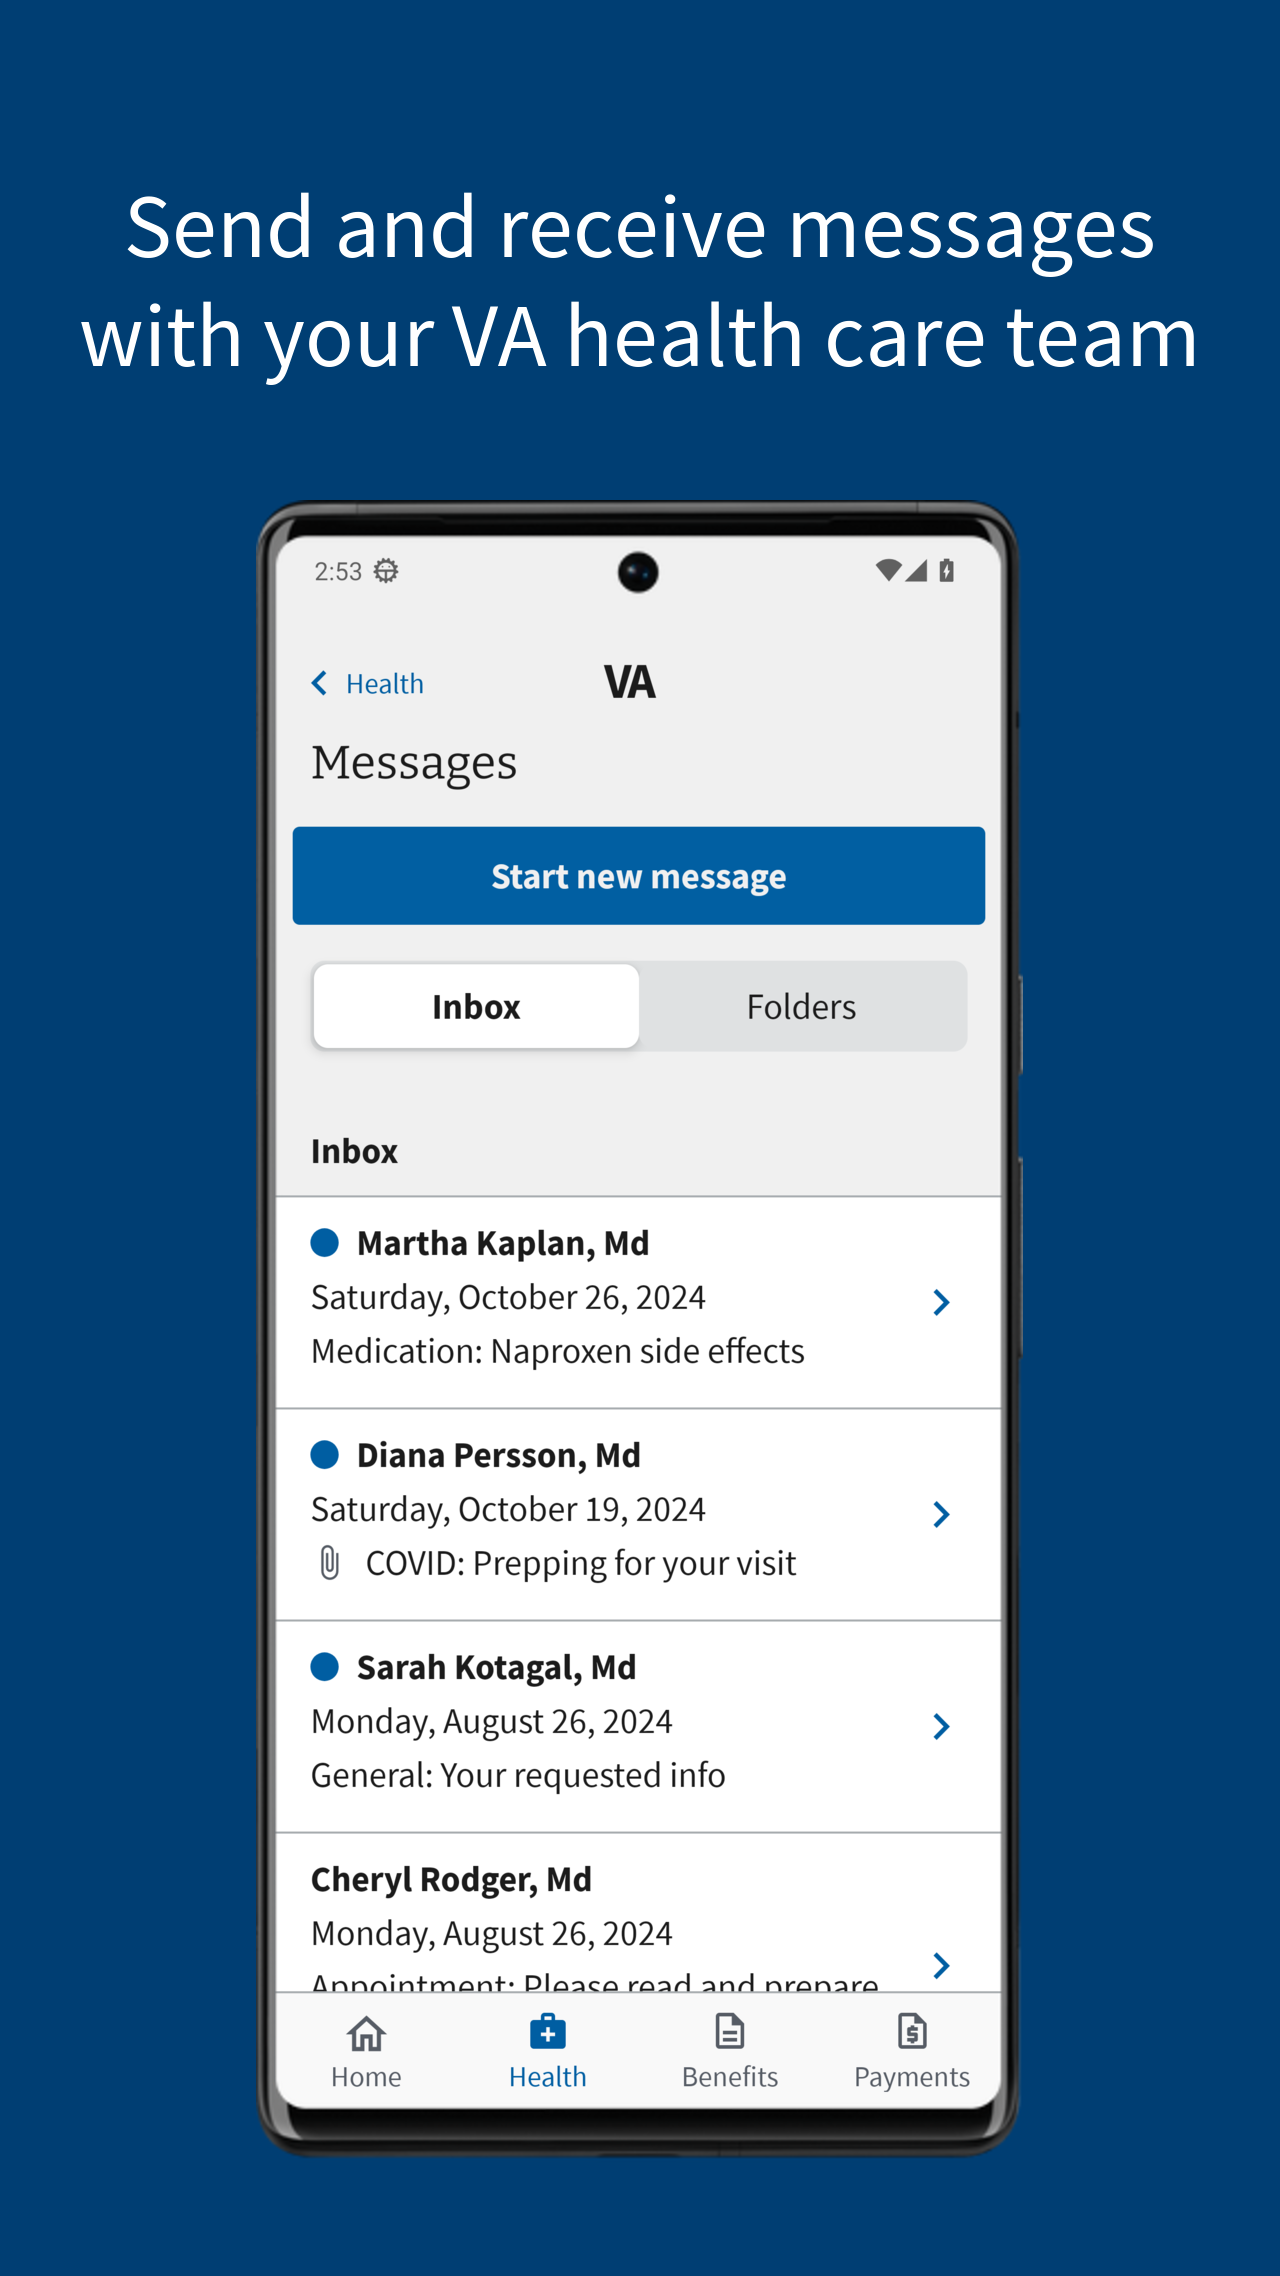 Send and receive messages
with your VA health care team
2:53
Health
VA
Messages
Start new message
Inbox
Folders
Inbox
Martha Kaplan, Md
Saturday, October 26, 2024
Medication: Naproxen side effects
Diana Persson, Md
Saturday, October 19, 2024
COVID: Prepping for your visit
Sarah Kotagal, Md
Monday, August 26, 2024
General: Your requested info
Cheryl Rodger, Md
Monday, August 26, 2024
Appointment: Please read and prepare
Home
Health
Benefits
Payments